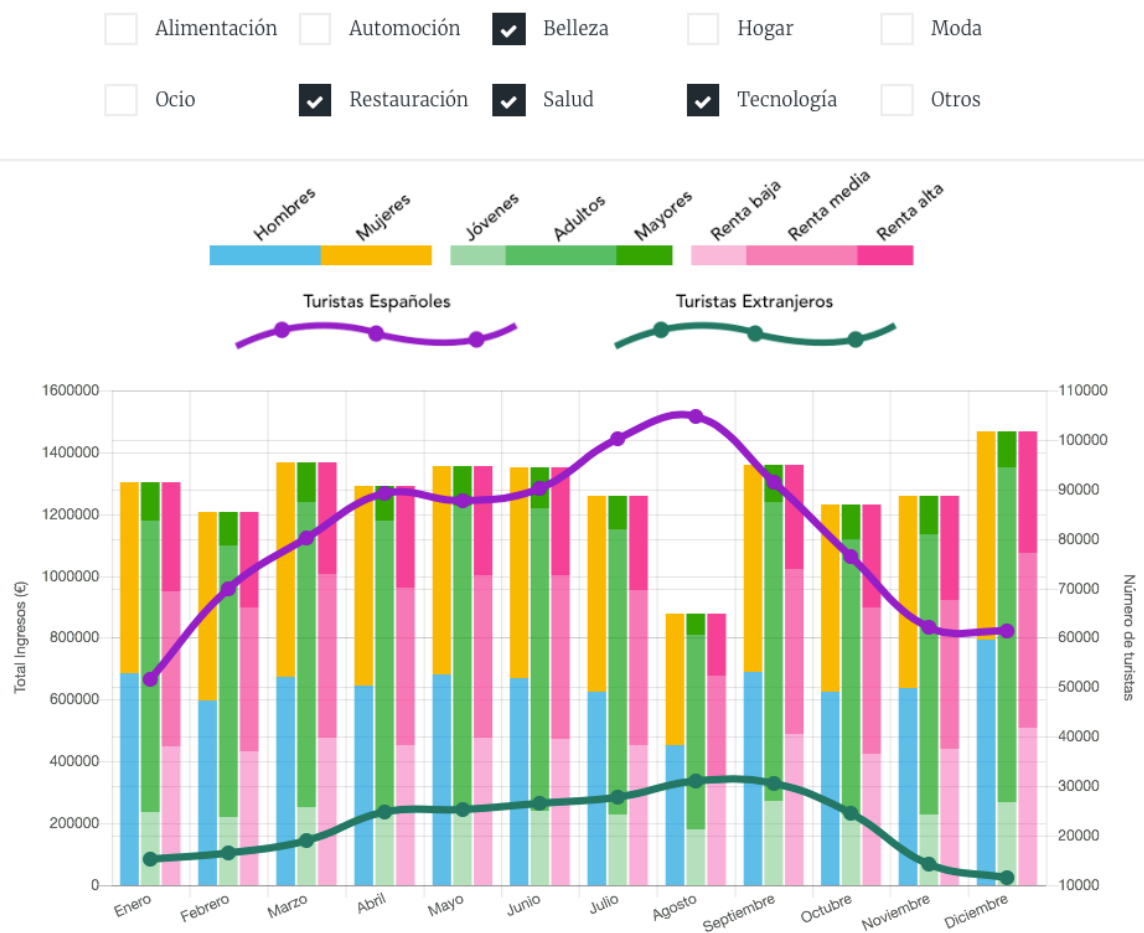 Alimentación Automoción Belleza Hogar Moda
Ocio Restauración Salud Tecnología Otros
Hombres Mujeres Jóvenes Adultos Mayores Renta baja Renta media Renta alta
Turistas Españoles Turistas Extranjeros
1600000 110000
1400000 100000
1200000 90000
1000000 80000
800000 70000
600000 60000
400000 50000
200000 40000
0 30000
20000
10000
Total Ingresos (€)
Número de turistas
Enero Febrero Marzo Abril Mayo Junio Julio Agosto Septiembre Octubre Noviembre Diciembre